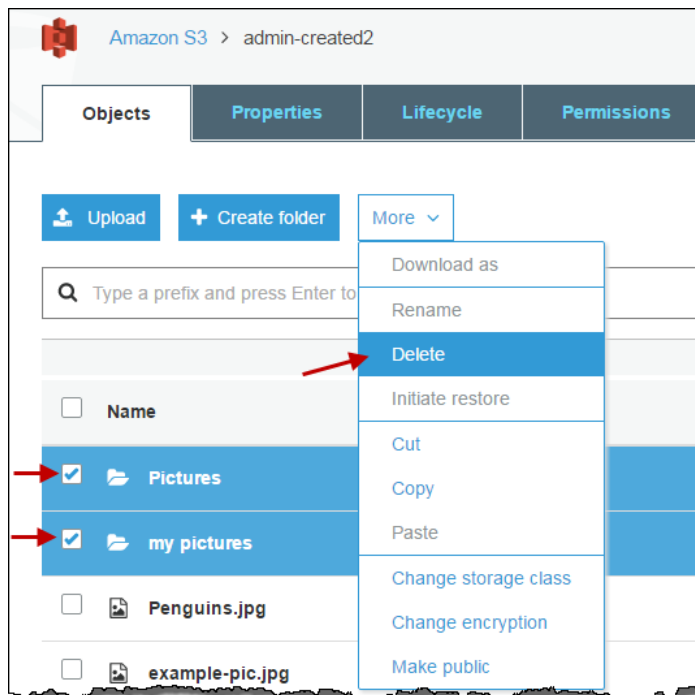 Amazon S3 > admin-created2
Objects Properties Lifecycle Permissions
Upload Create folder More
Download as
Type a prefix and press Enter to
Rename
Delete
Initiate restore
Name
Cut
Pictures
Copy
my pictures
Paste
Change storage class
Penguins.jpg
Change encryption
Make public
example-pic.jpg